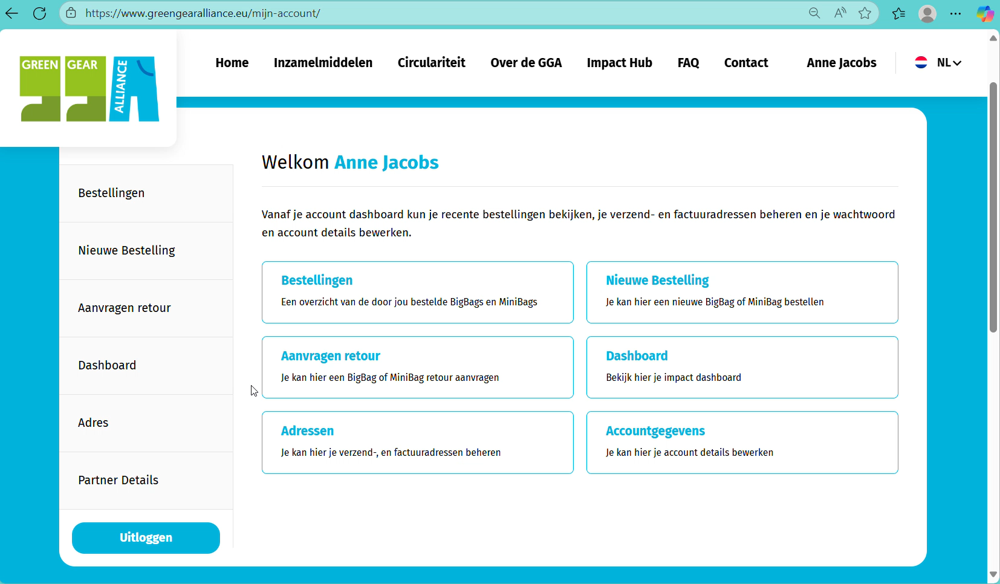 https://www.greengearalliance.eu/mijn-account/
GREEN GEAR ALLIANCE
Home Inzamelmiddelen Circulariteit Over de GGA Impact Hub FAQ Contact Anne Jacobs NL
Welkom Anne Jacobs
Vanaf je account dashboard kun je recente bestellingen bekijken, je verzend- en factuuradressen beheren en je wachtwoord
en account details bewerken.
Bestellingen
Nieuwe Bestelling
Aanvragen retour
Dashboard
Adres
Partner Details
Uitloggen
Bestellingen
Een overzicht van de door jou bestelde BigBags en MiniBags
Nieuwe Bestelling
Je kan hier een nieuwe BigBag of MiniBag bestellen
Aanvragen retour
Je kan hier een BigBag of MiniBag retour aanvragen
Dashboard
Bekijk hier je impact dashboard
Adressen
Je kan hier je verzend-, en factuuradressen beheren
Accountgegevens
Je kan hier je account details bewerken